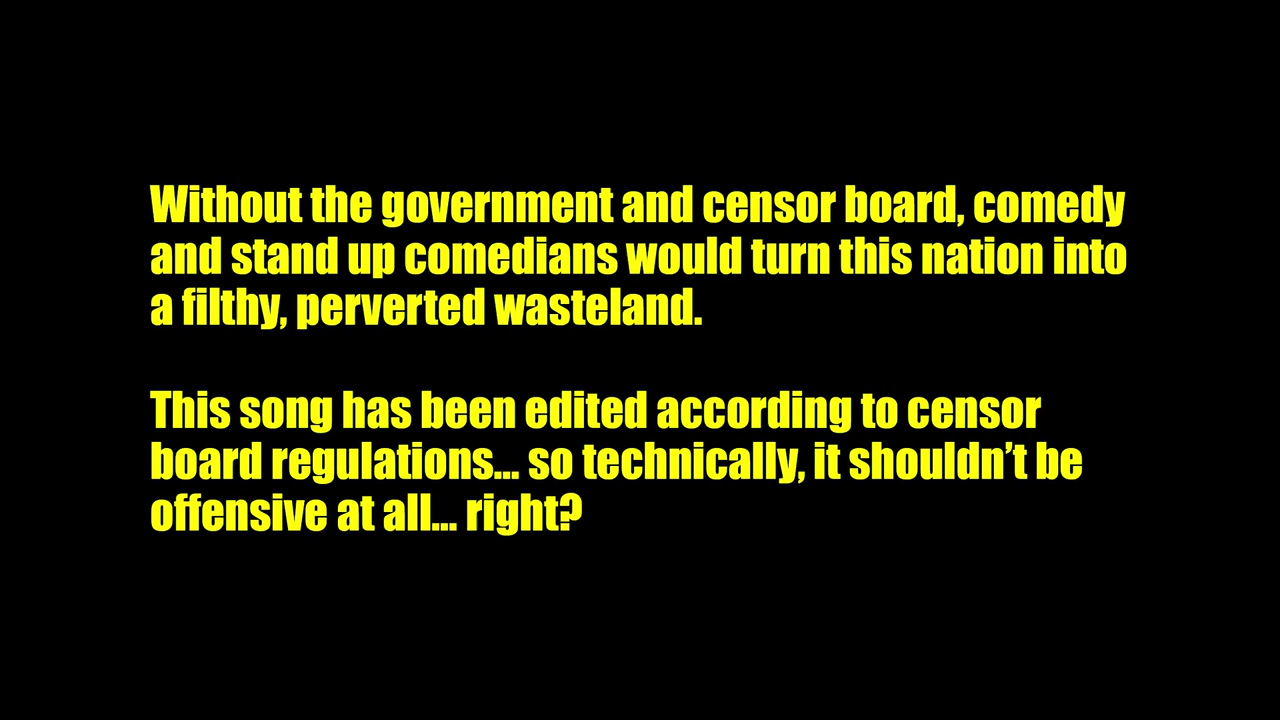 Without the government and censor board, comedy
and stand up comedians would turn this nation into
a filthy, perverted wasteland.
This song has been edited according to censor
board regulations... so technically, it shouldn’t be
offensive at all... right?